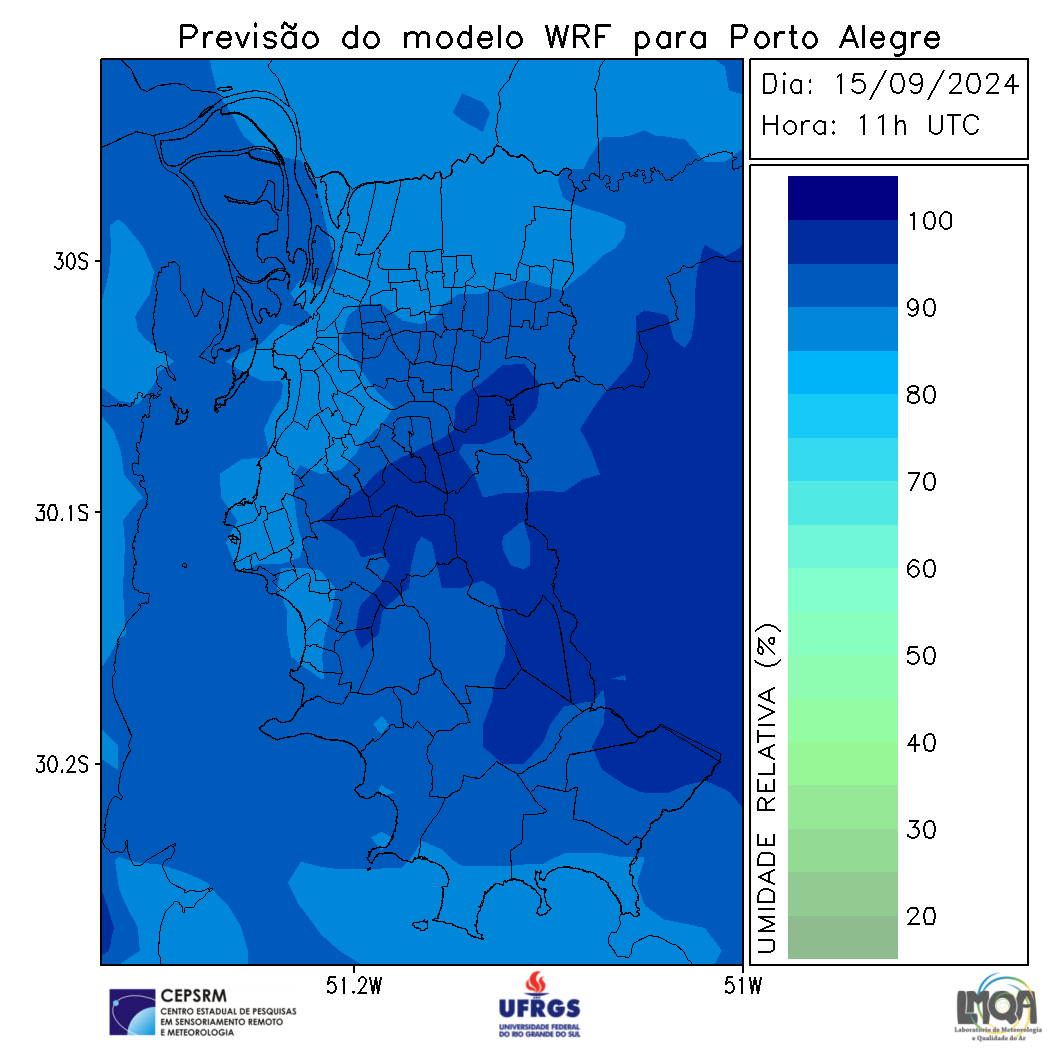 Previsão do modelo WRF para Porto Alegre
Dia: 15/09/2024
Hora: 11h UTC
30S
30.1S
30.2S
51.2W
51W
UMIDADE RELATIVA (%)
100
90
80
70
60
50
40
30
20
CEPSRM
CENTRO ESTADUAL DE PESQUISAS
EM SENSORIAMENTO REMOTO
E METEOROLOGIA
UFRGS
UNIVERSIDADE FEDERAL
DO RIO GRANDE DO SUL
LMQA
Laboratório de Meteorologia
e Qualidade do Ar